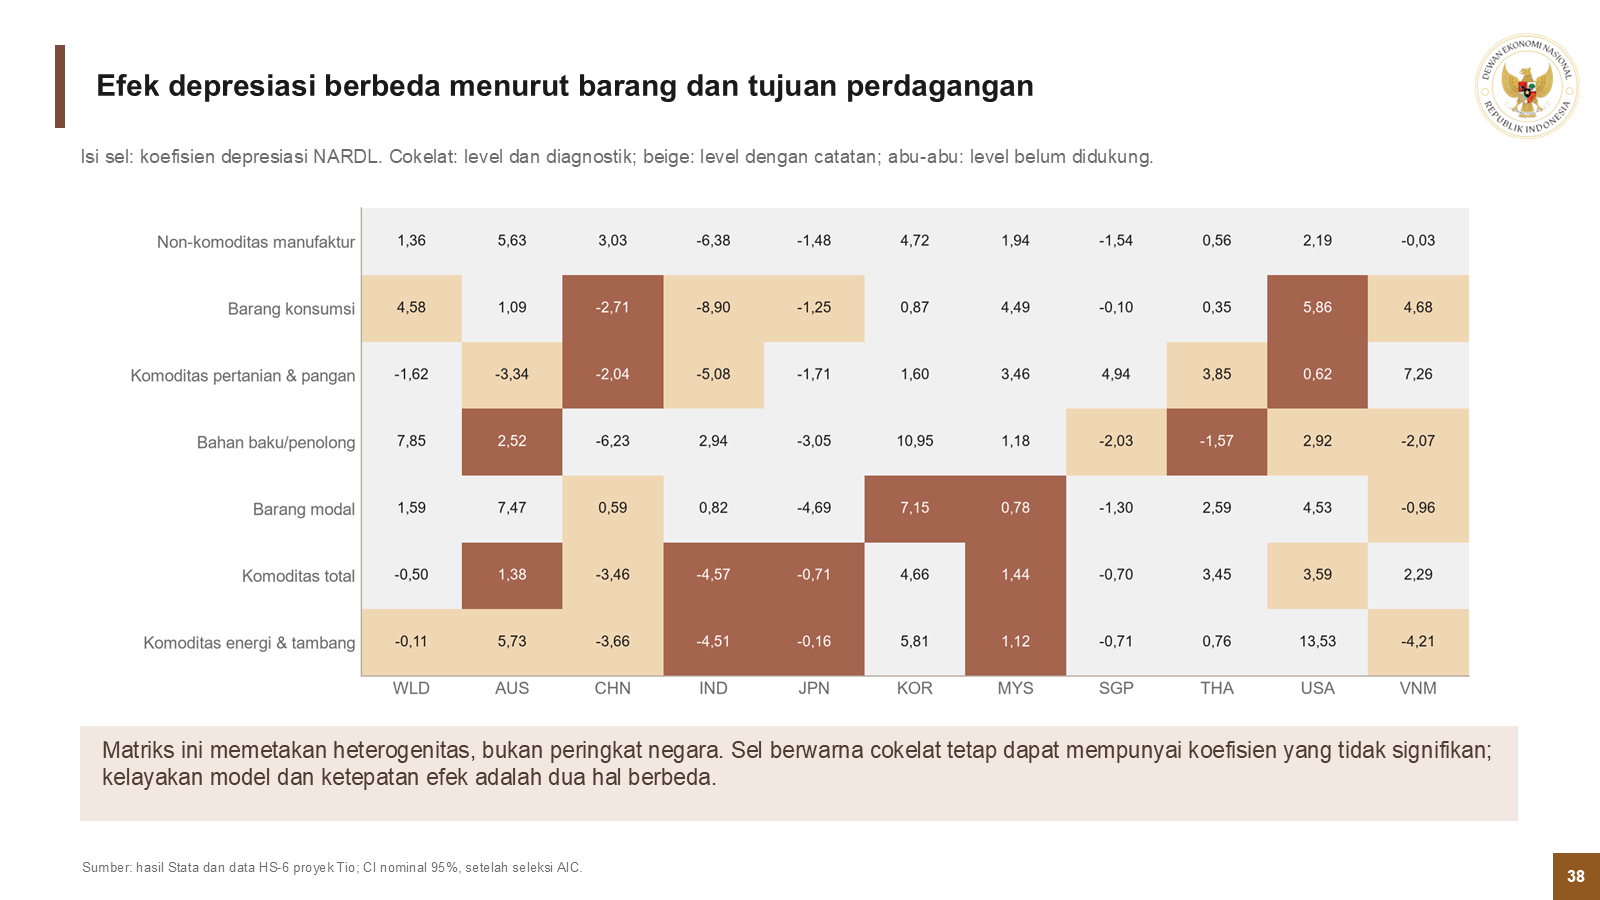 Efek depresiasi berbeda menurut barang dan tujuan perdagangan
DEWAN EKONOMI NASIONAL
REPUBLIK INDONESIA
Isi sel: koefisien depresiasi NARDL. Cokelat: level dan diagnostik; beige: level dengan catatan; abu-abu: level belum didukung.
Non-komoditas manufaktur 1,36 5,63 3,03 -6,38 -1,48 4,72 1,94 -1,54 0,56 2,19 -0,03
Barang konsumsi 4,58 1,09 -2,71 -8,90 -1,25 0,87 4,49 -0,10 0,35 5,86 4,68
Komoditas pertanian & pangan -1,62 -3,34 -2,04 -5,08 -1,71 1,60 3,46 4,94 3,85 0,62 7,26
Bahan baku/penolong 7,85 2,52 -6,23 2,94 -3,05 10,95 1,18 -2,03 -1,57 2,92 -2,07
Barang modal 1,59 7,47 0,59 0,82 -4,69 7,15 0,78 -1,30 2,59 4,53 -0,96
Komoditas total -0,50 1,38 -3,46 -4,57 -0,71 4,66 1,44 -0,70 3,45 3,59 2,29
Komoditas energi & tambang -0,11 5,73 -3,66 -4,51 -0,16 5,81 1,12 -0,71 0,76 13,53 -4,21
WLD AUS CHN IND JPN KOR MYS SGP THA USA VNM
Matriks ini memetakan heterogenitas, bukan peringkat negara. Sel berwarna cokelat tetap dapat mempunyai koefisien yang tidak signifikan;
kelayakan model dan ketepatan efek adalah dua hal berbeda.
Sumber: hasil Stata dan data HS-6 proyek Tio; CI nominal 95%, setelah seleksi AIC.
38